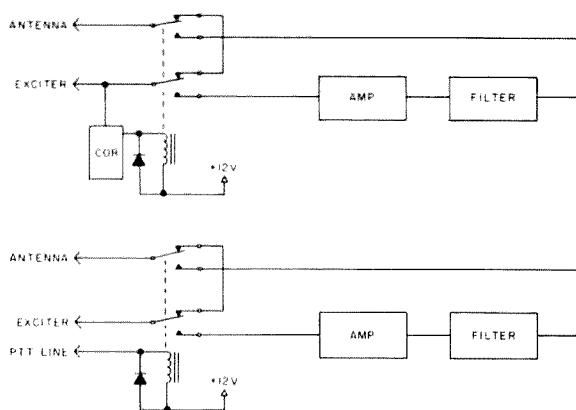 ANTENNA
EXCITER
AMP
FILTER
COR
+12V
ANTENNA
EXCITER
AMP
FILTER
PTT LINE
+12V